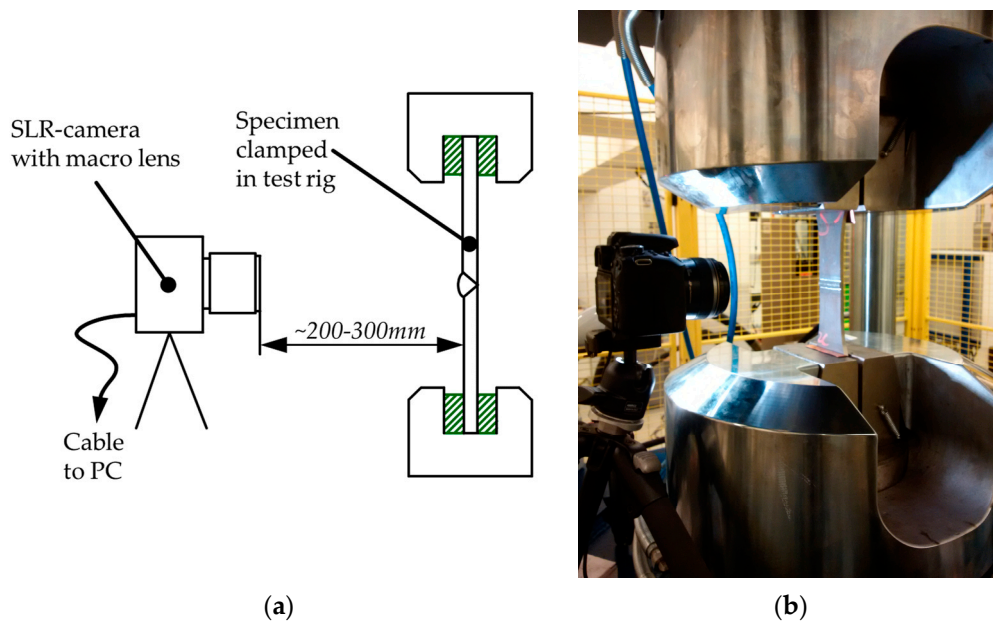 SLR-camera
with macro lens
Specimen
clamped
in test rig
~200-300mm
Cable
to PC
(a)
(b)